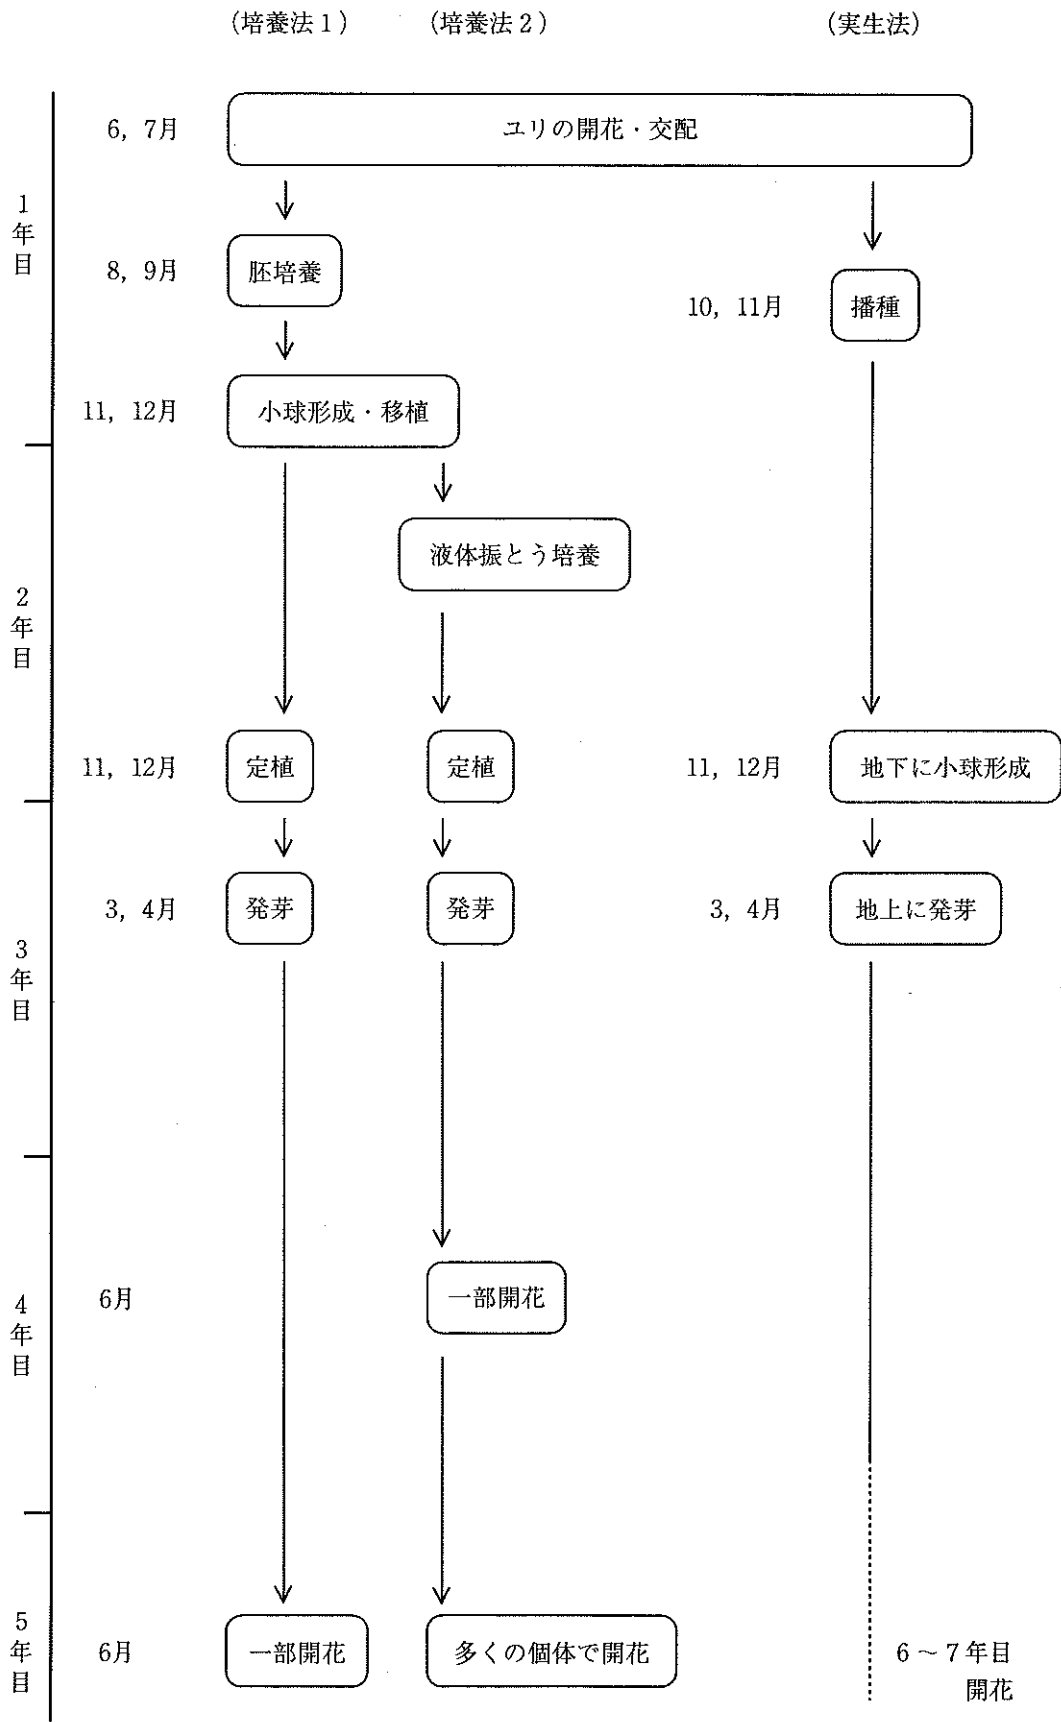 (培養法1) (培養法2) (実生法)
6, 7月 ユリの開花・交配
1年目
8, 9月 胚培養
10, 11月 播種
11, 12月 小球形成・移植
液体振とう培養
2年目
11, 12月 定植 定植 11, 12月 地下に小球形成
3, 4月 発芽 発芽 3, 4月 地上に発芽
3年目
6月 一部開花
4年目
5年目
6月 一部開花 多くの個体で開花 6〜7年目
開花